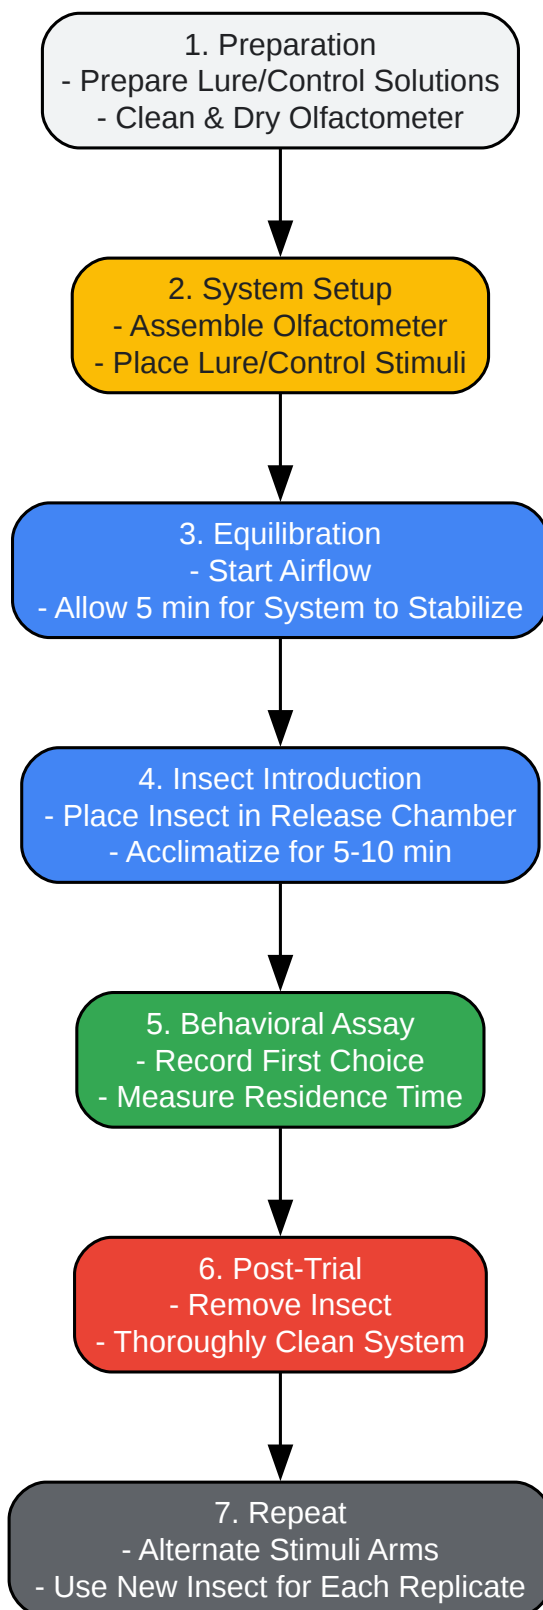 1. Preparation
- Prepare Lure/Control Solutions
- Clean & Dry Olfactometer
2. System Setup
- Assemble Olfactometer
- Place Lure/Control Stimuli
3. Equilibration
- Start Airflow
- Allow 5 min for System to Stabilize
4. Insect Introduction
- Place Insect in Release Chamber
- Acclimatize for 5-10 min
5. Behavioral Assay
- Record First Choice
- Measure Residence Time
6. Post-Trial
- Remove Insect
- Thoroughly Clean System
7. Repeat
- Alternate Stimuli Arms
- Use New Insect for Each Replicate